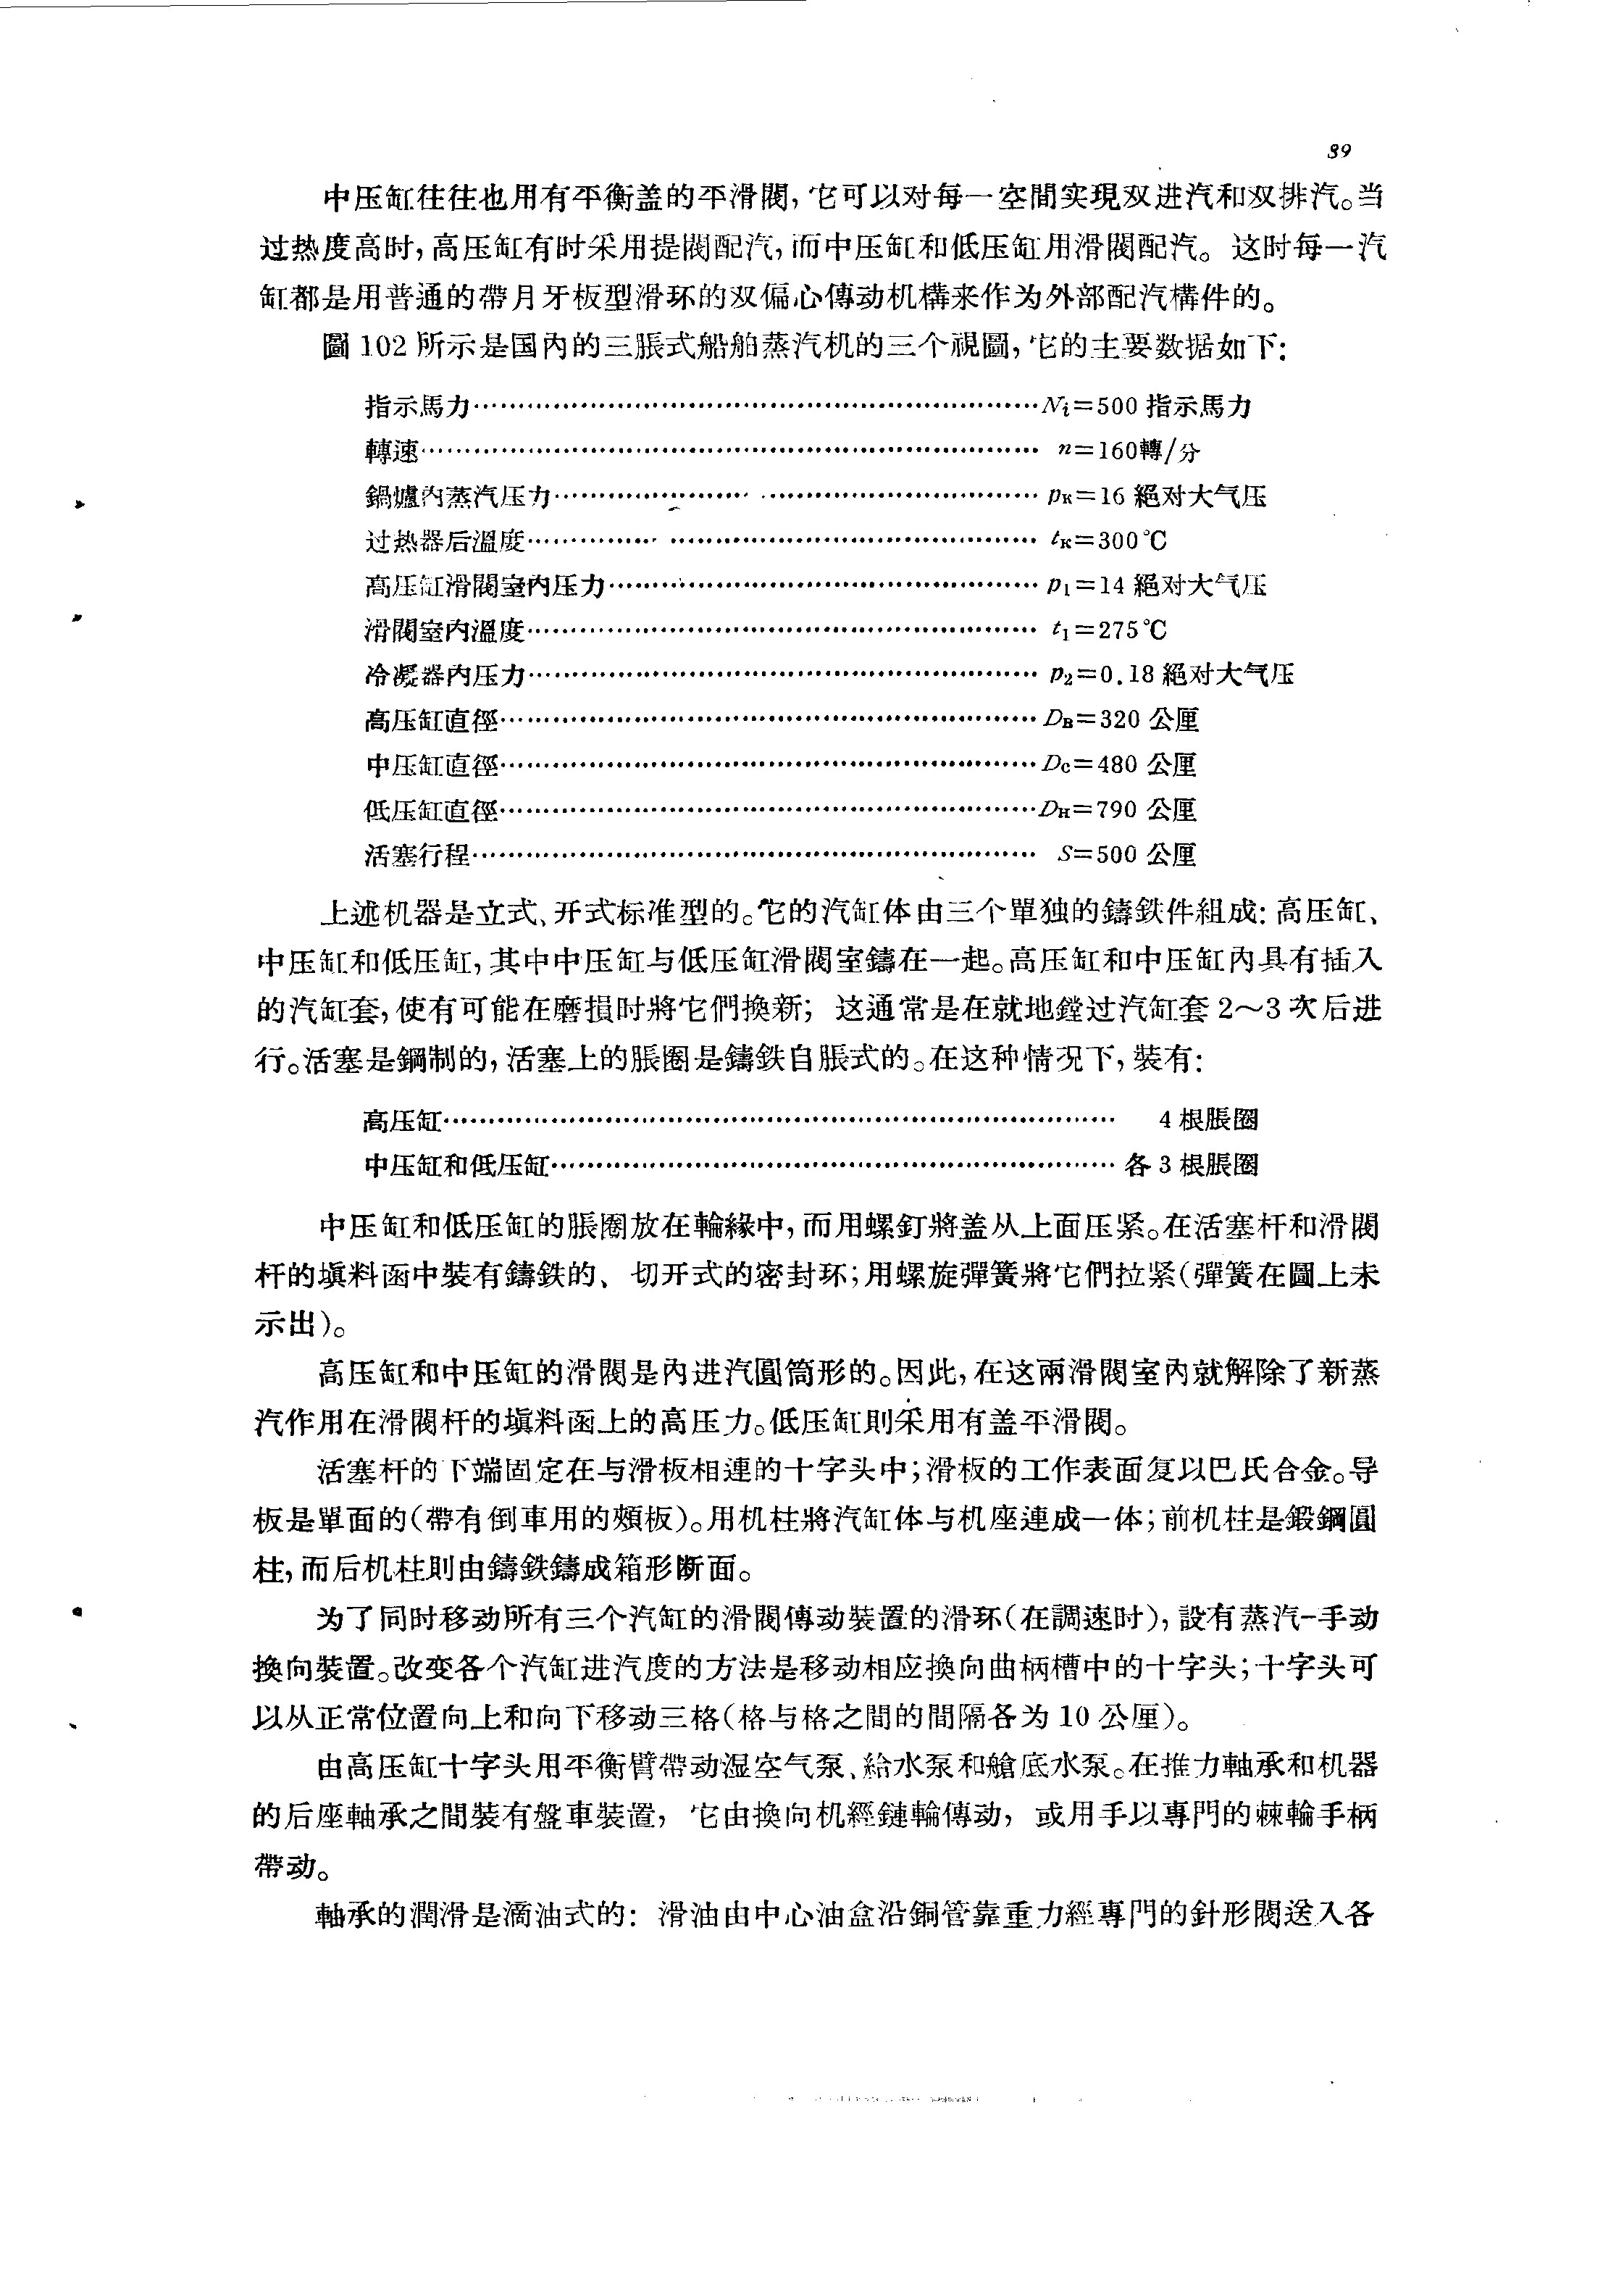 39
中压缸往往也用有平衡盖的平滑閥，它可以对每一空間实現双进汽和双排汽。当
过热度高时，高压缸有时采用提閥配汽，而中压缸和低压缸用滑閥配汽。这时每一汽
缸都是用普通的帶月牙板型滑环的双偏心傳动机構来作为外部配汽構件的。
圖 102 所示是国内的三脹式船舶蒸汽机的三个視圖，它的主要数据如下：
指示馬力……………………Ni=500 指示馬力
轉速…………………… n=160轉/分
鍋爐內蒸汽压力…………………… pк=16 絕对大气压
过热器后溫度…………………… tк=300℃
高压缸滑閥室內压力…………………… p1=14 絕对大气压
滑閥室內溫度…………………… t1=275℃
冷凝器內压力…………………… p2=0.18 絕对大气压
高压缸直徑……………………Dв=320 公厘
中压缸直徑……………………Dc=480 公厘
低压缸直徑……………………Dн=790 公厘
活塞行程…………………… S=500 公厘
上述机器是立式、开式标准型的。它的汽缸体由三个單独的鑄鉄件組成：高压缸、
中压缸和低压缸，其中中压缸与低压缸滑閥室鑄在一起。高压缸和中压缸內具有插入
的汽缸套，使有可能在磨損时將它們換新；这通常是在就地鏜过汽缸套 2～3 次后进
行。活塞是鋼制的，活塞上的脹圈是鑄鉄自脹式的。在这种情况下，裝有：
高压缸…………………… 4 根脹圈
中压缸和低压缸…………………… 各 3 根脹圈
中压缸和低压缸的脹圈放在輪緣中，而用螺釘將盖从上面压紧。在活塞杆和滑閥
杆的塡料函中裝有鑄鉄的、切开式的密封环；用螺旋彈簧將它們拉紧(彈簧在圖上未
示出)。
高压缸和中压缸的滑閥是內进汽圓筒形的。因此，在这兩滑閥室內就解除了新蒸
汽作用在滑閥杆的塡料函上的高压力。低压缸則采用有盖平滑閥。
活塞杆的下端固定在与滑板相連的十字头中；滑板的工作表面复以巴氏合金。导
板是單面的(帶有倒車用的頰板)。用机柱將汽缸体与机座連成一体；前机柱是鍛鋼圓
柱，而后机柱則由鑄鉄鑄成箱形断面。
为了同时移动所有三个汽缸的滑閥傳动裝置的滑环(在調速时)，設有蒸汽-手动
換向裝置。改变各个汽缸进汽度的方法是移动相应換向曲柄槽中的十字头；十字头可
以从正常位置向上和向下移动三格(格与格之間的間隔各为 10 公厘)。
由高压缸十字头用平衡臂帶动湿空气泵、給水泵和艙底水泵。在推力軸承和机器
的后座軸承之間裝有盤車裝置，它由換向机經鏈輪傳动，或用手以專門的棘輪手柄
帶动。
軸承的潤滑是滴油式的：滑油由中心油盒沿銅管靠重力經專門的針形閥送入各